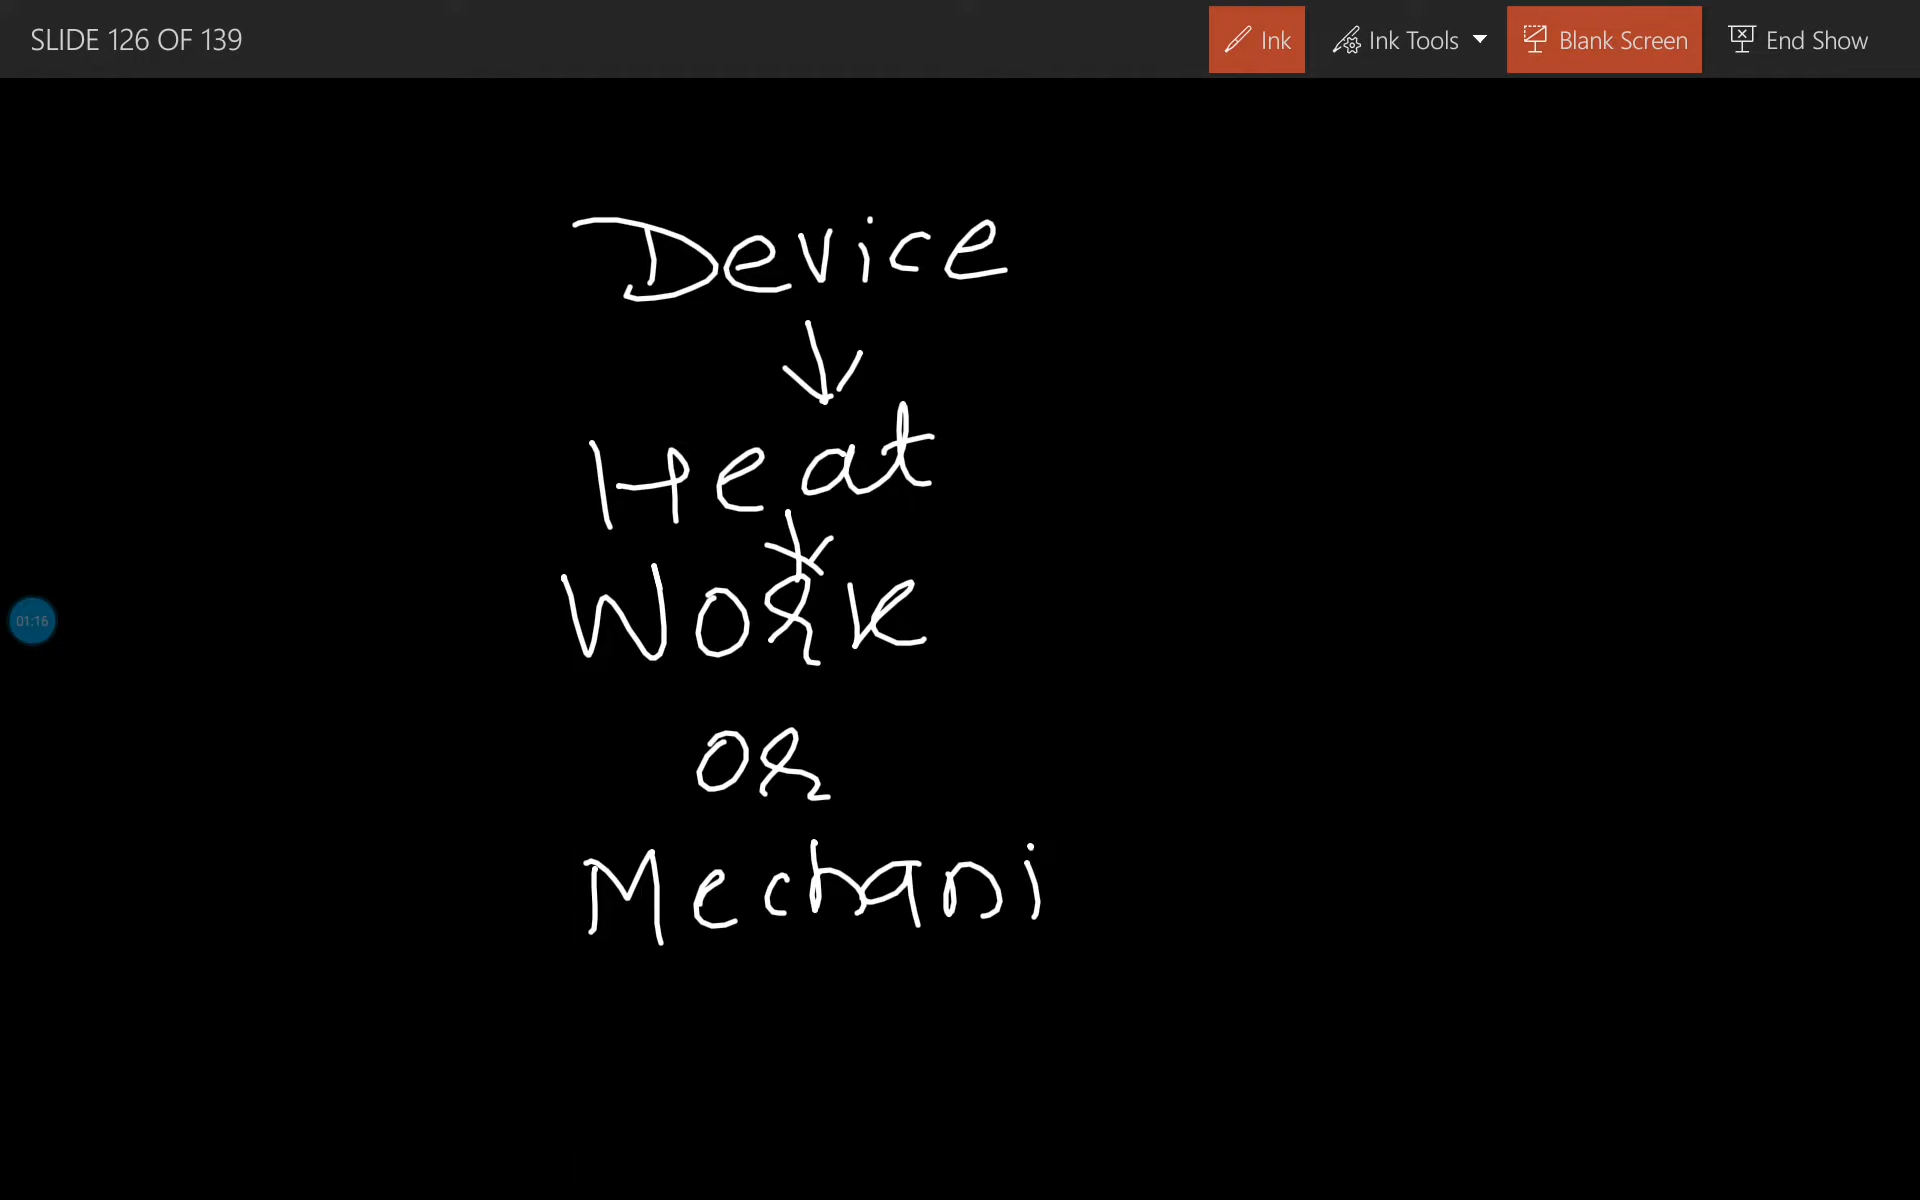 SLIDE 126 OF 139 Ink Ink Tools Blank Screen End Show
Device
Heat
Work
01:16
or
Mechani